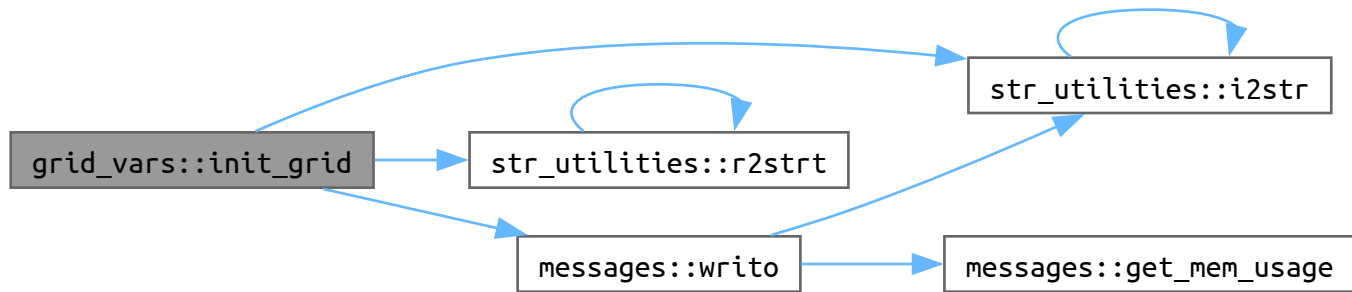 grid_vars::init_grid
str_utilities::r2strt
str_utilities::i2str
messages::writo
messages::get_mem_usage